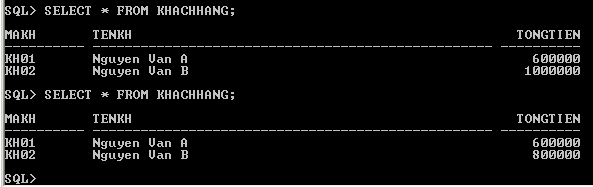 SQL> SELECT * FROM KHACHHANG;
MAKH TENKH TONGTIEN
KH01 Nguyen Van A 600000
KH02 Nguyen Van B 1000000
SQL> SELECT * FROM KHACHHANG;
MAKH TENKH TONGTIEN
KH01 Nguyen Van A 600000
KH02 Nguyen Van B 800000
SQL>